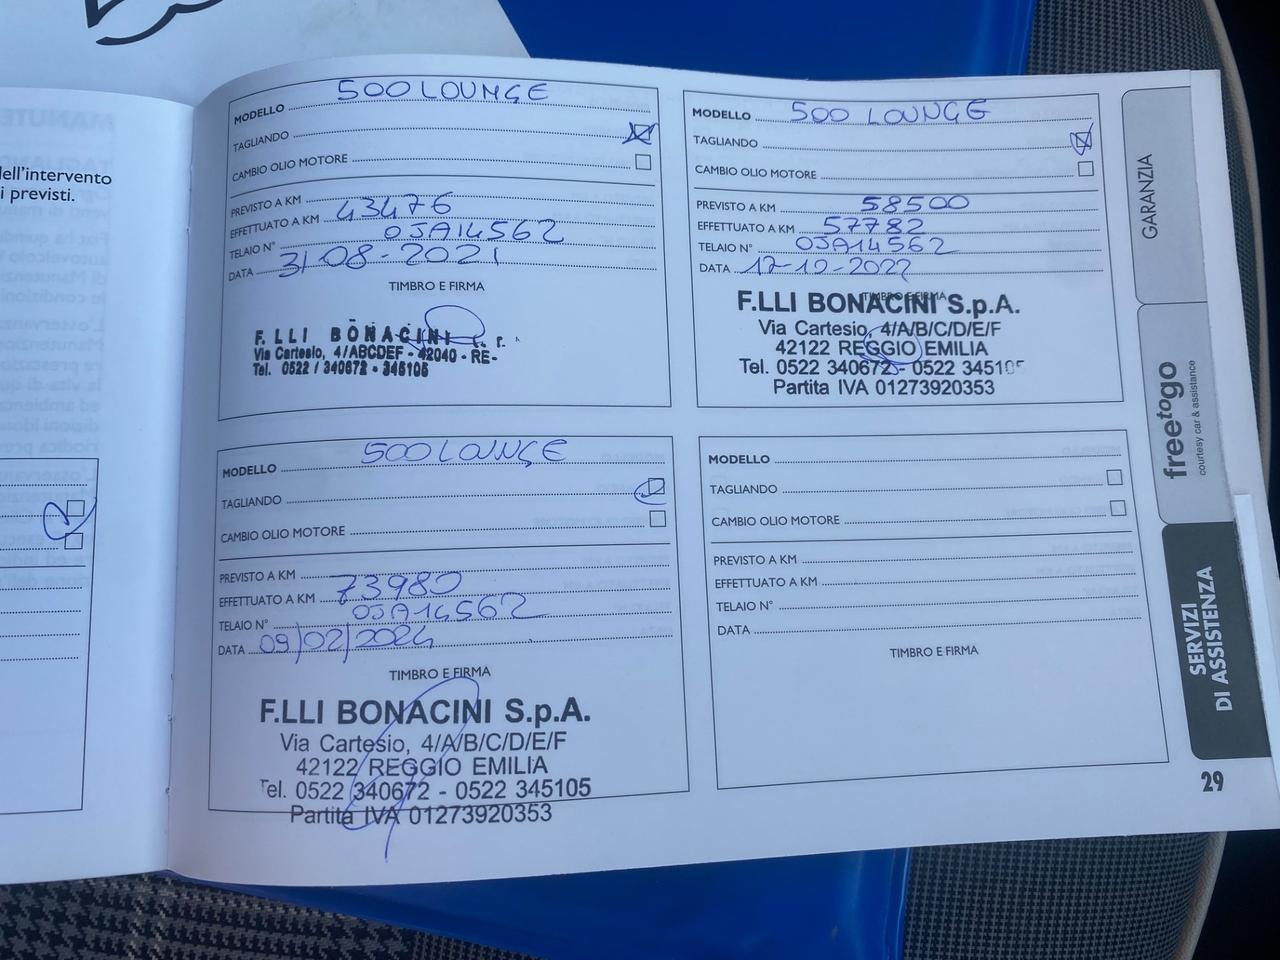 dell'intervento
i previsti.
MODELLO 500 LOUNGE
TAGLIANDO
CAMBIO OLIO MOTORE
PREVISTO A KM
EFFETTUATO A KM 43476
TELAIO N° 0JA14562
DATA 31-08-2021
TIMBRO E FIRMA
F.LLI BONACINI
Via Cartesio, 4/ABCDEF - 42040 - RE-
Tel. 0522 / 340672 - 345105
MODELLO 500 LOUNGE
TAGLIANDO
CAMBIO OLIO MOTORE
PREVISTO A KM 58500
EFFETTUATO A KM 57782
TELAIO N° 0JA14562
DATA 17-10-2022
TIMBRO E FIRMA
F.LLI BONACINI S.p.A.
Via Cartesio, 4/A/B/C/D/E/F
42122 REGGIO EMILIA
Tel. 0522 340672 - 0522 345105
Partita IVA 01273920353
MODELLO 500 LOUNGE
TAGLIANDO
CAMBIO OLIO MOTORE
PREVISTO A KM
EFFETTUATO A KM 73980
TELAIO N° 0JA14562
DATA 09/02/2024
TIMBRO E FIRMA
F.LLI BONACINI S.p.A.
Via Cartesio, 4/A/B/C/D/E/F
42122 REGGIO EMILIA
Tel. 0522 340672 - 0522 345105
Partita IVA 01273920353
MODELLO
TAGLIANDO
CAMBIO OLIO MOTORE
PREVISTO A KM
EFFETTUATO A KM
TELAIO N°
DATA
TIMBRO E FIRMA
GARANZIA
freetogo
courtesy car & assistance
SERVIZI
DI ASSISTENZA
29